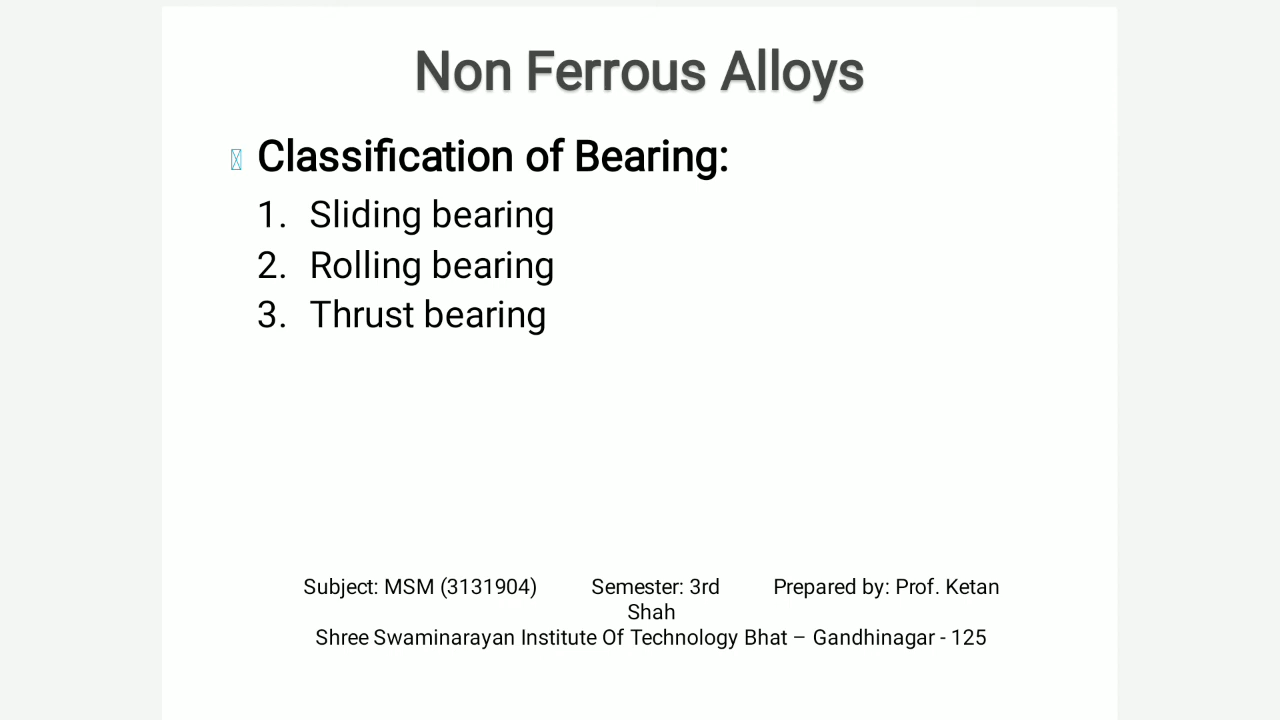 Non Ferrous Alloys
Classification of Bearing:
1. Sliding bearing
2. Rolling bearing
3. Thrust bearing
Subject: MSM (3131904) Semester: 3rd Prepared by: Prof. Ketan
Shah
Shree Swaminarayan Institute Of Technology Bhat – Gandhinagar - 125